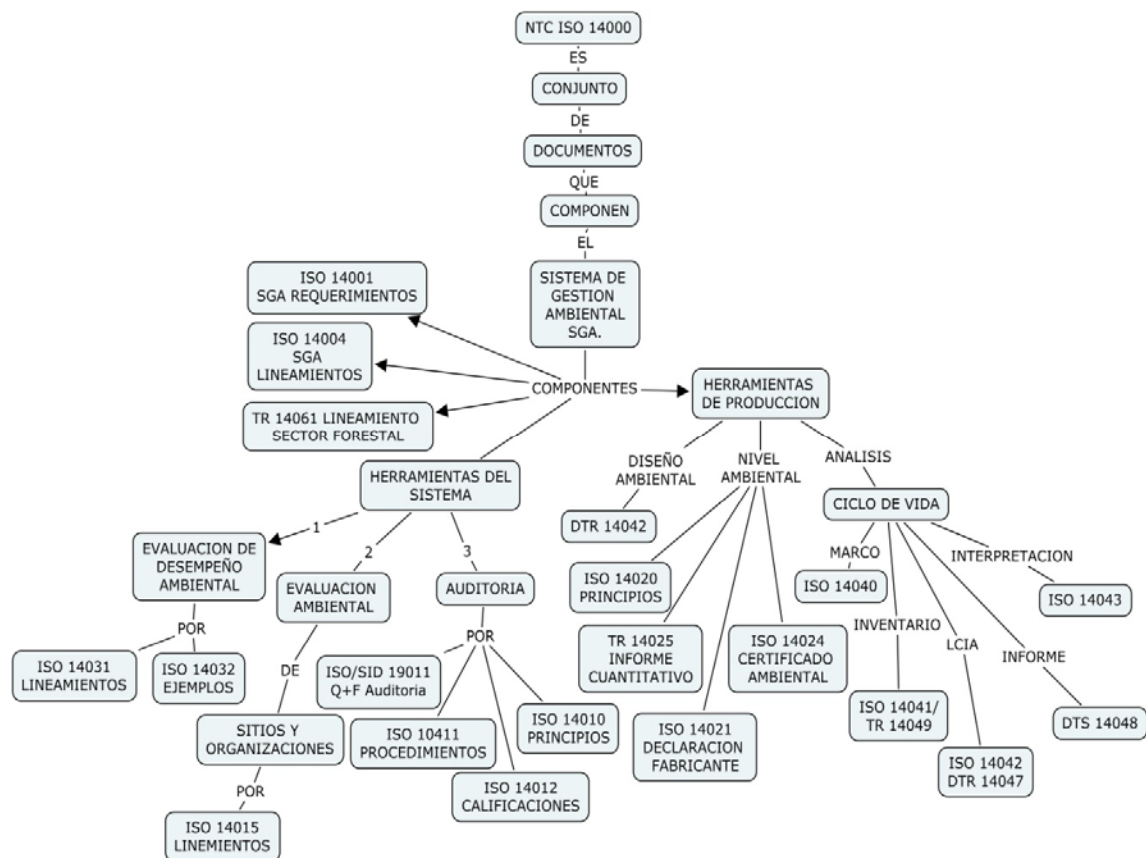 NTC ISO 14000
ES
CONJUNTO
DE
DOCUMENTOS
QUE
COMPONEN
EL
SISTEMA DE
GESTION
AMBIENTAL
SGA.
ISO 14001
SGA REQUERIMIENTOS
ISO 14004
SGA
LINEAMIENTOS
TR 14061 LINEAMIENTO
SECTOR FORESTAL
COMPONENTES
HERRAMIENTAS
DE PRODUCCION
HERRAMIENTAS DEL
SISTEMA
1
2
3
EVALUACION DE
DESEMPEÑO
AMBIENTAL
POR
ISO 14031
LINEAMIENTOS
ISO 14032
EJEMPLOS
EVALUACION
AMBIENTAL
DE
SITIOS Y
ORGANIZACIONES
POR
ISO 14015
LINEMIENTOS
AUDITORIA
POR
ISO/SID 19011
Q+F Auditoria
ISO 10411
PROCEDIMIENTOS
ISO 14012
CALIFICACIONES
ISO 14010
PRINCIPIOS
DISEÑO
AMBIENTAL
DTR 14042
NIVEL
AMBIENTAL
ISO 14020
PRINCIPIOS
TR 14025
INFORME
CUANTITATIVO
ISO 14021
DECLARACION
FABRICANTE
ISO 14024
CERTIFICADO
AMBIENTAL
ANALISIS
CICLO DE VIDA
MARCO
ISO 14040
INVENTARIO
ISO 14041/
TR 14049
LCIA
ISO 14042
DTR 14047
INFORME
DTS 14048
INTERPRETACION
ISO 14043